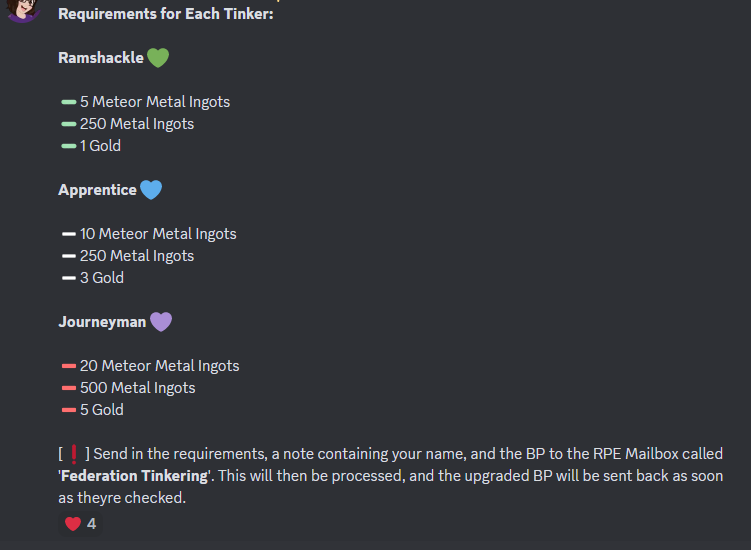 Requirements for Each Tinker:
Ramshackle 💚
5 Meteor Metal Ingots
250 Metal Ingots
1 Gold
Apprentice 💙
10 Meteor Metal Ingots
250 Metal Ingots
3 Gold
Journeyman 💜
20 Meteor Metal Ingots
500 Metal Ingots
5 Gold
[ ❗ ] Send in the requirements, a note containing your name, and the BP to the RPE Mailbox called
'Federation Tinkering'. This will then be processed, and the upgraded BP will be sent back as soon
as theyre checked.
❤️ 4